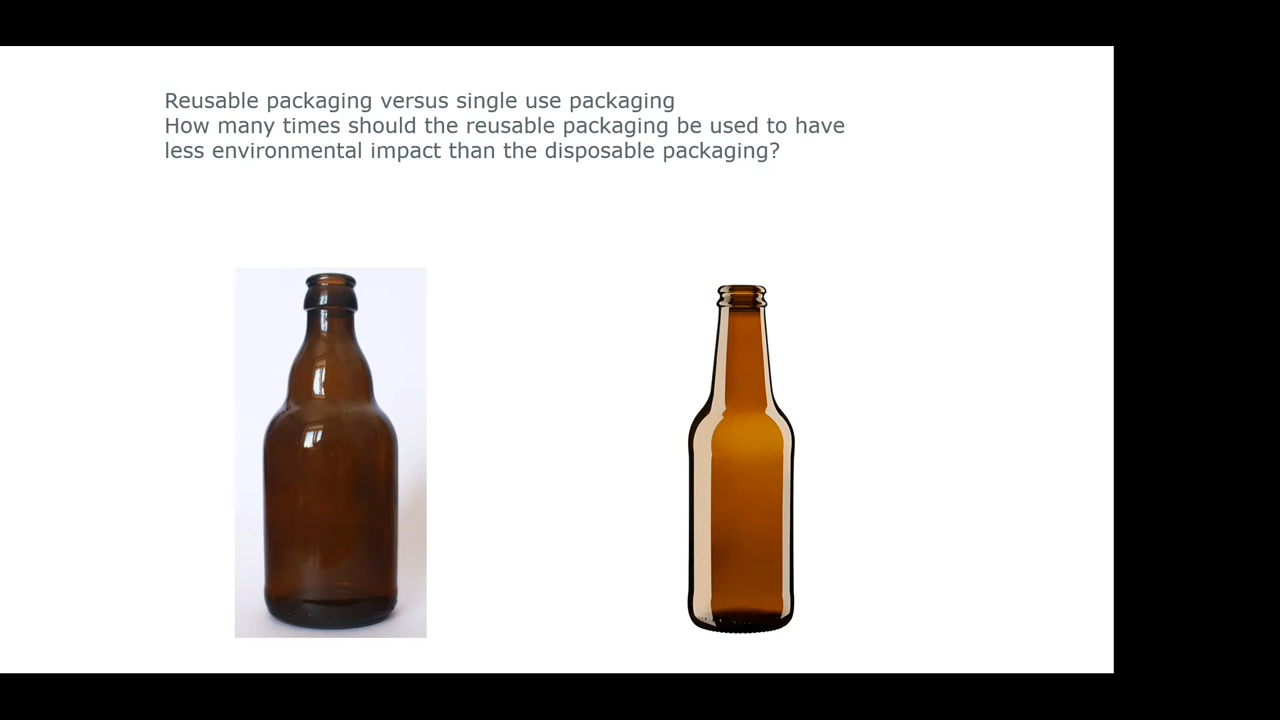 Reusable packaging versus single use packaging
How many times should the reusable packaging be used to have
less environmental impact than the disposable packaging?